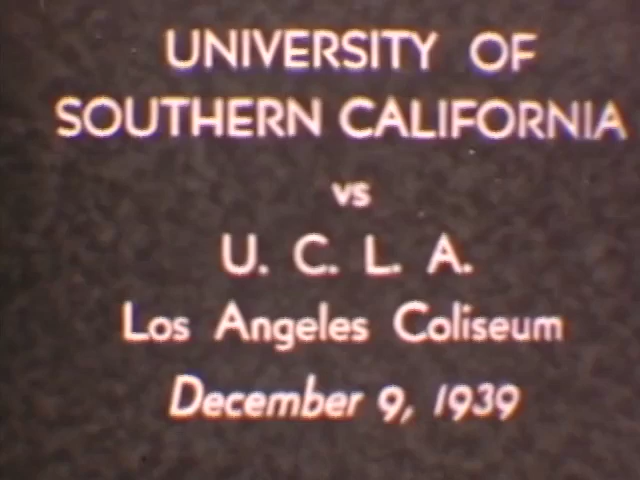 UNIVERSITY OF
SOUTHERN CALIFORNIA
vs
U. C. L. A.
Los Angeles Coliseum
December 9, 1939